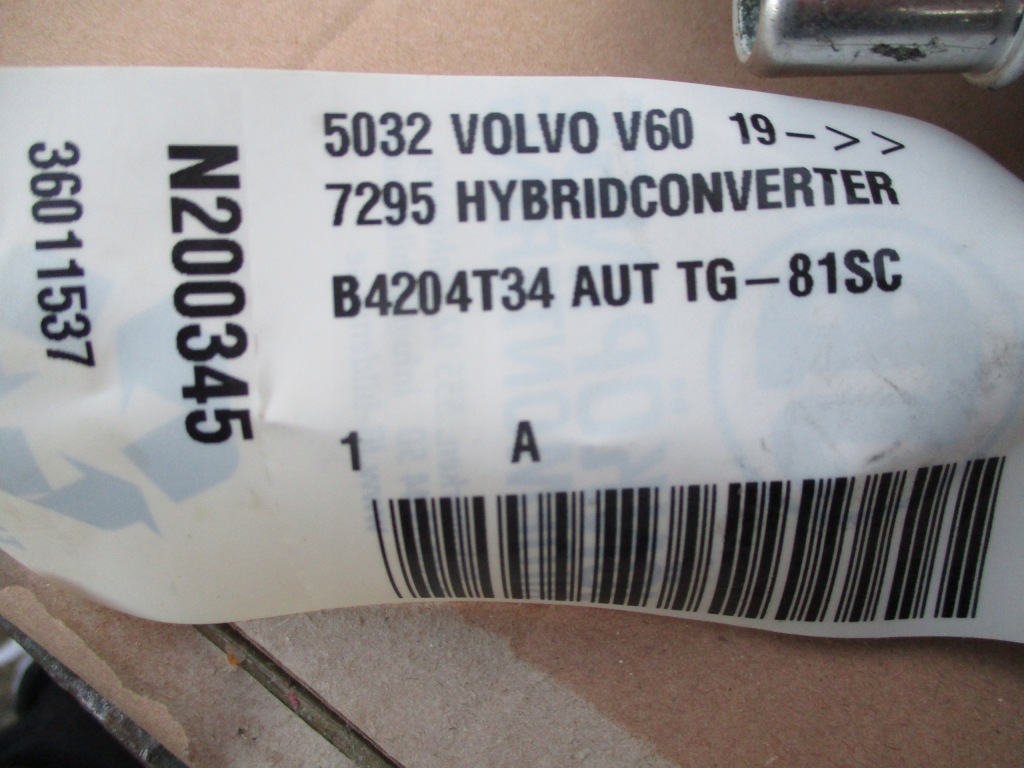 36011537
N200345
5032 VOLVO V60 19->>
7295 HYBRIDCONVERTER
B4204T34 AUT TG-81SC
1 A